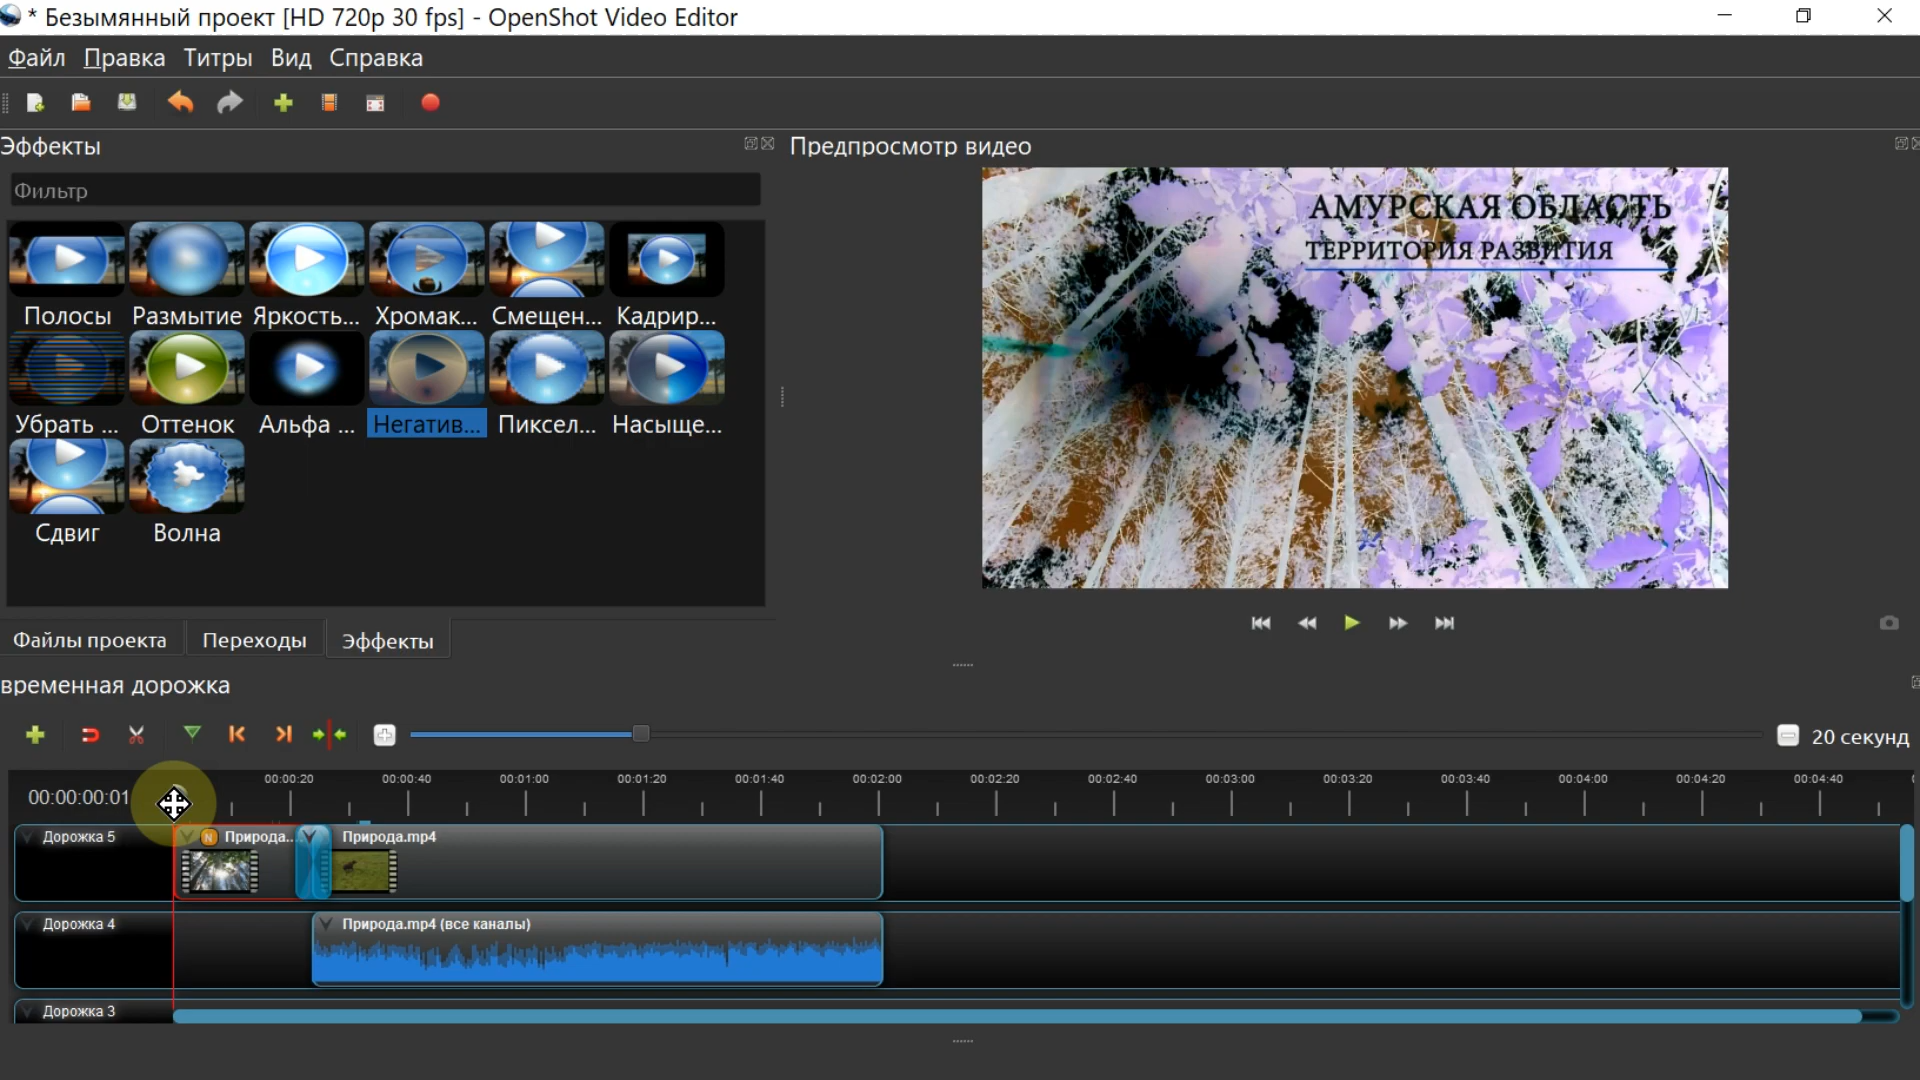 * Безымянный проект [HD 720p 30 fps] - OpenShot Video Editor
Файл Правка Титры Вид Справка
Эффекты
Предпросмотр видео
Фильтр
АМУРСКАЯ ОБЛАСТЬ
ТЕРРИТОРИЯ РАЗВИТИЯ
Полосы Размытие Яркость... Хромак... Смещен... Кадрир...
Убрать ... Оттенок Альфа ... Негатив... Пиксел... Насыще...
Сдвиг Волна
Файлы проекта Переходы Эффекты
временная дорожка
20 секунд
00:00:00:01
00:00:20 00:00:40 00:01:00 00:01:20 00:01:40 00:02:00 00:02:20 00:02:40 00:03:00 00:03:20 00:03:40 00:04:00 00:04:20 00:04:40
Дорожка 5
N Природа... Природа.mp4
Дорожка 4
Природа.mp4 (все каналы)
Дорожка 3